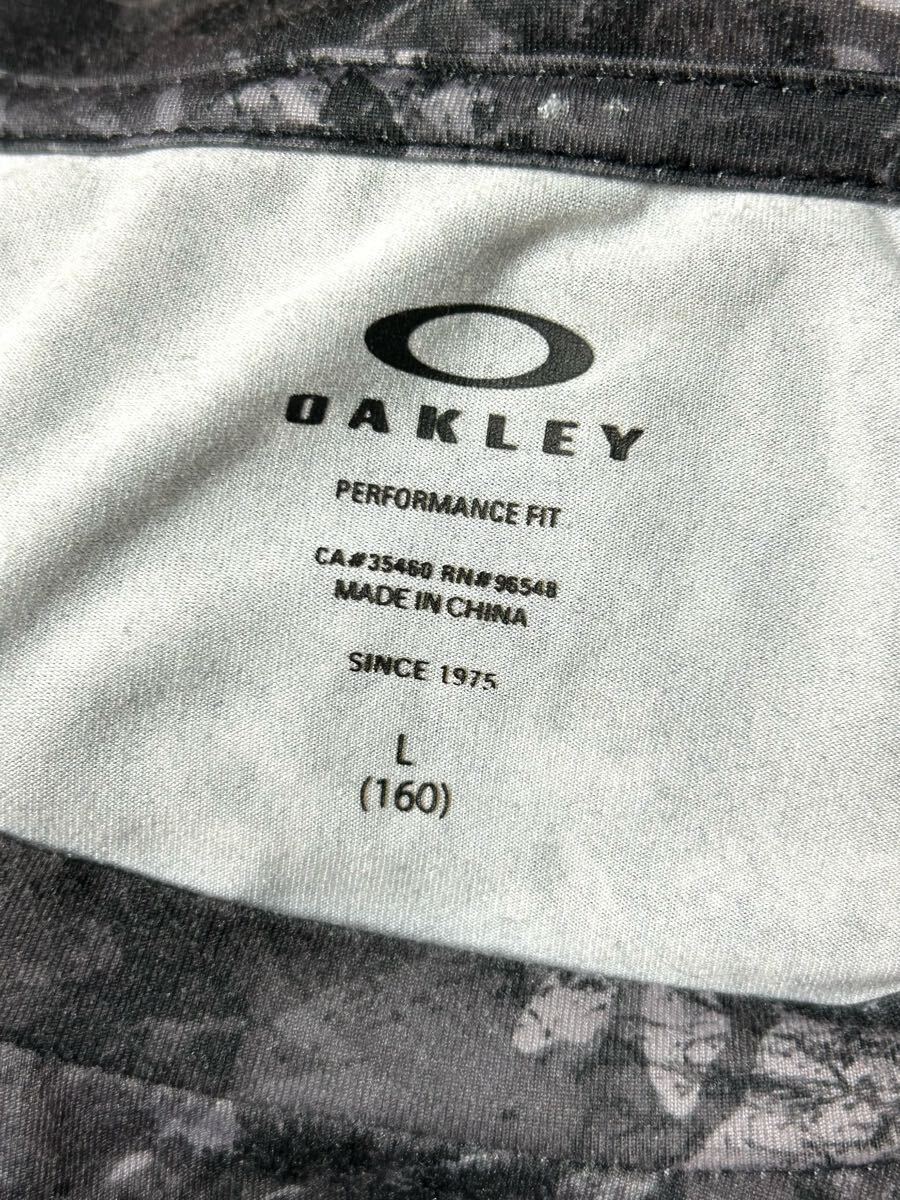 OAKLEY
PERFORMANCE FIT
CA#35460 RN#96548
MADE IN CHINA
SINCE 1975
L
(160)